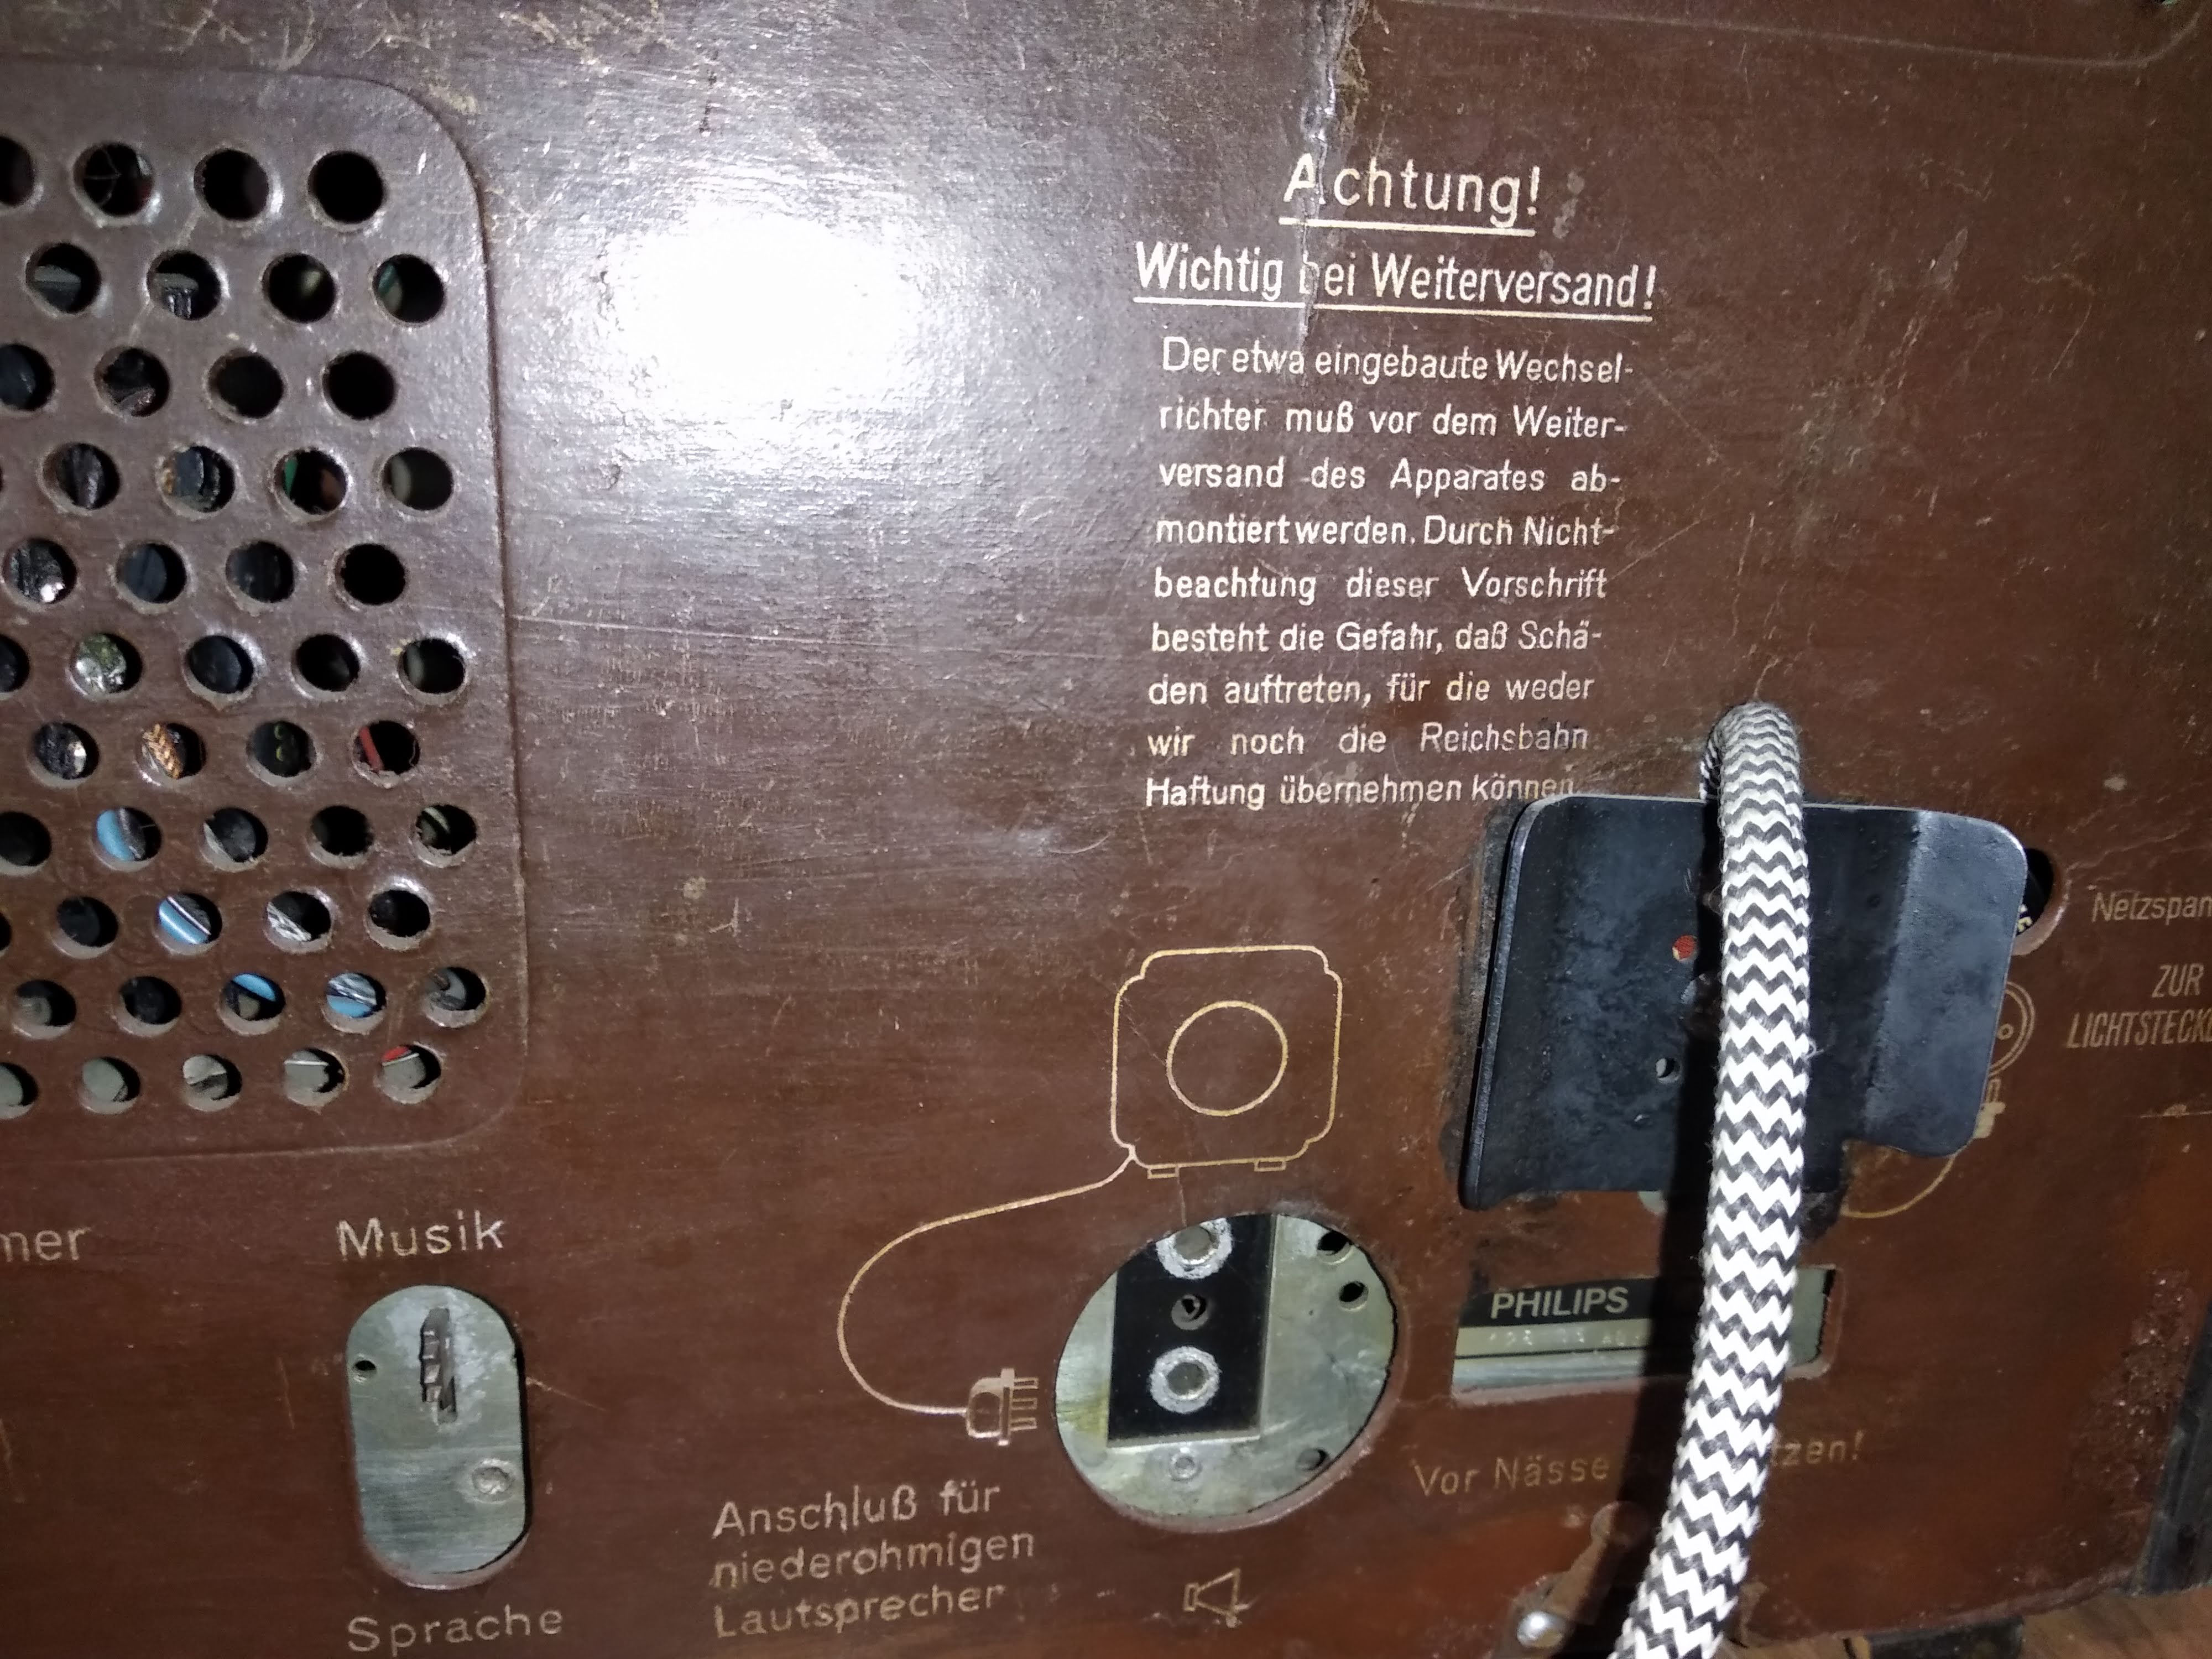 Achtung!
Wichtig bei Weiterversand!
Der etwa eingebaute Wechsel-
richter muß vor dem Weiter-
versand des Apparates ab-
montiert werden. Durch Nicht-
beachtung dieser Vorschrift
besteht die Gefahr, daß Schä-
den auftreten, für die weder
wir noch die Reichsbahn
Haftung übernehmen können
Netzspan
ZUR
LICHTSTECK
mer
Musik
Sprache
Anschluß für
niederohmigen
Lautsprecher
PHILIPS
Vor Nässe tzen!